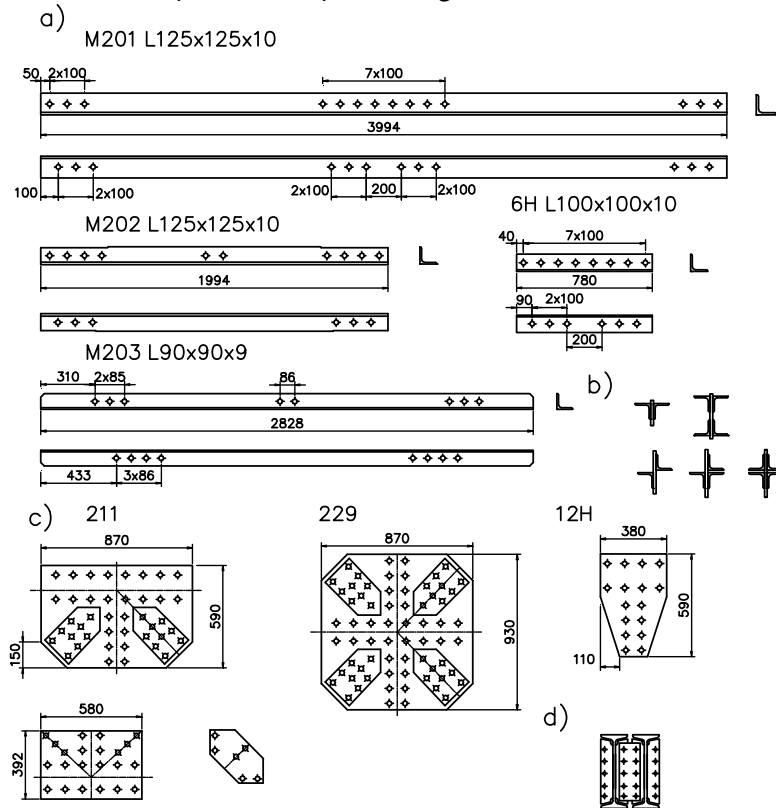 a)
M201 L125x125x10
50 2x100 7x100
3994
100 2x100 2x100 200 2x100
M202 L125x125x10
1994
6H L100x100x10
40 7x100
780
90 2x100
200
M203 L90x90x9
310 2x85 86
2828
433 3x86
b)
c) 211 229 12H
870 870 380
590 930 590
150 110
580
392
d)